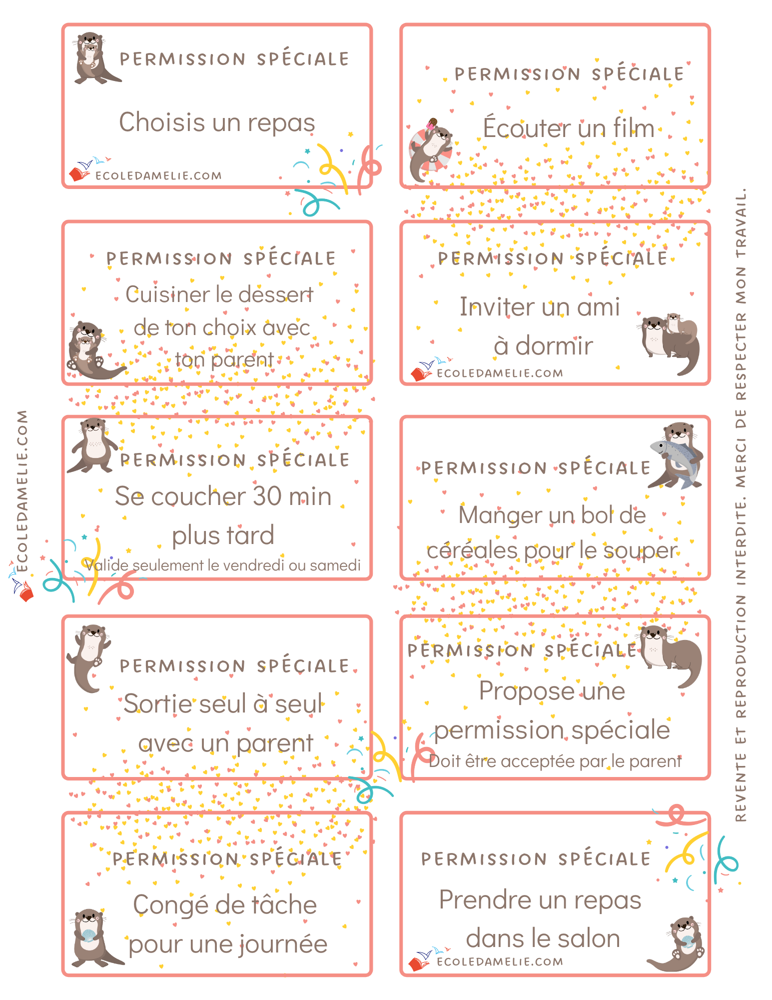 PERMISSION SPÉCIALE
Choisis un repas
ECOLEDAMELIE.COM
PERMISSION SPÉCIALE
Écouter un film
PERMISSION SPÉCIALE
Cuisiner le dessert
de ton choix avec
ton parent
PERMISSION SPÉCIALE
Inviter un ami
à dormir
ECOLEDAMELIE.COM
PERMISSION SPÉCIALE
Se coucher 30 min
plus tard
Valide seulement le vendredi ou samedi
PERMISSION SPÉCIALE
Manger un bol de
céréales pour le souper
PERMISSION SPÉCIALE
Sortie seul à seul
avec un parent
PERMISSION SPÉCIALE
Propose une
permission spéciale
Doit être acceptée par le parent
PERMISSION SPÉCIALE
Congé de tâche
pour une journée
PERMISSION SPÉCIALE
Prendre un repas
dans le salon
ECOLEDAMELIE.COM
ECOLEDAMELIE.COM
REVENTE ET REPRODUCTION INTERDITE. MERCI DE RESPECTER MON TRAVAIL.